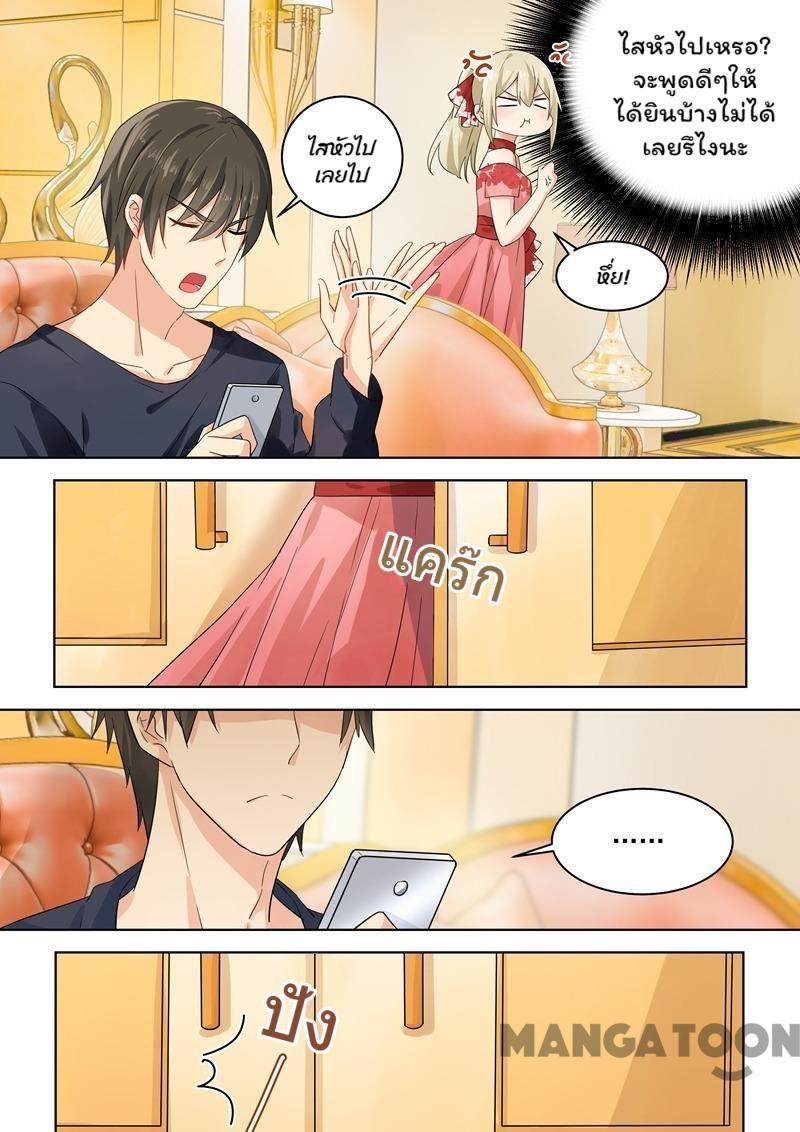 ไสหัวไปเหรอ?
จะพูดดีๆให้
ได้ยินบ้างไม่ได้
เลยรึไงนะ
ไสหัวไป
เลยไป
หึ่ย!
แคร๊ก
......
ปัง
MANGATOON